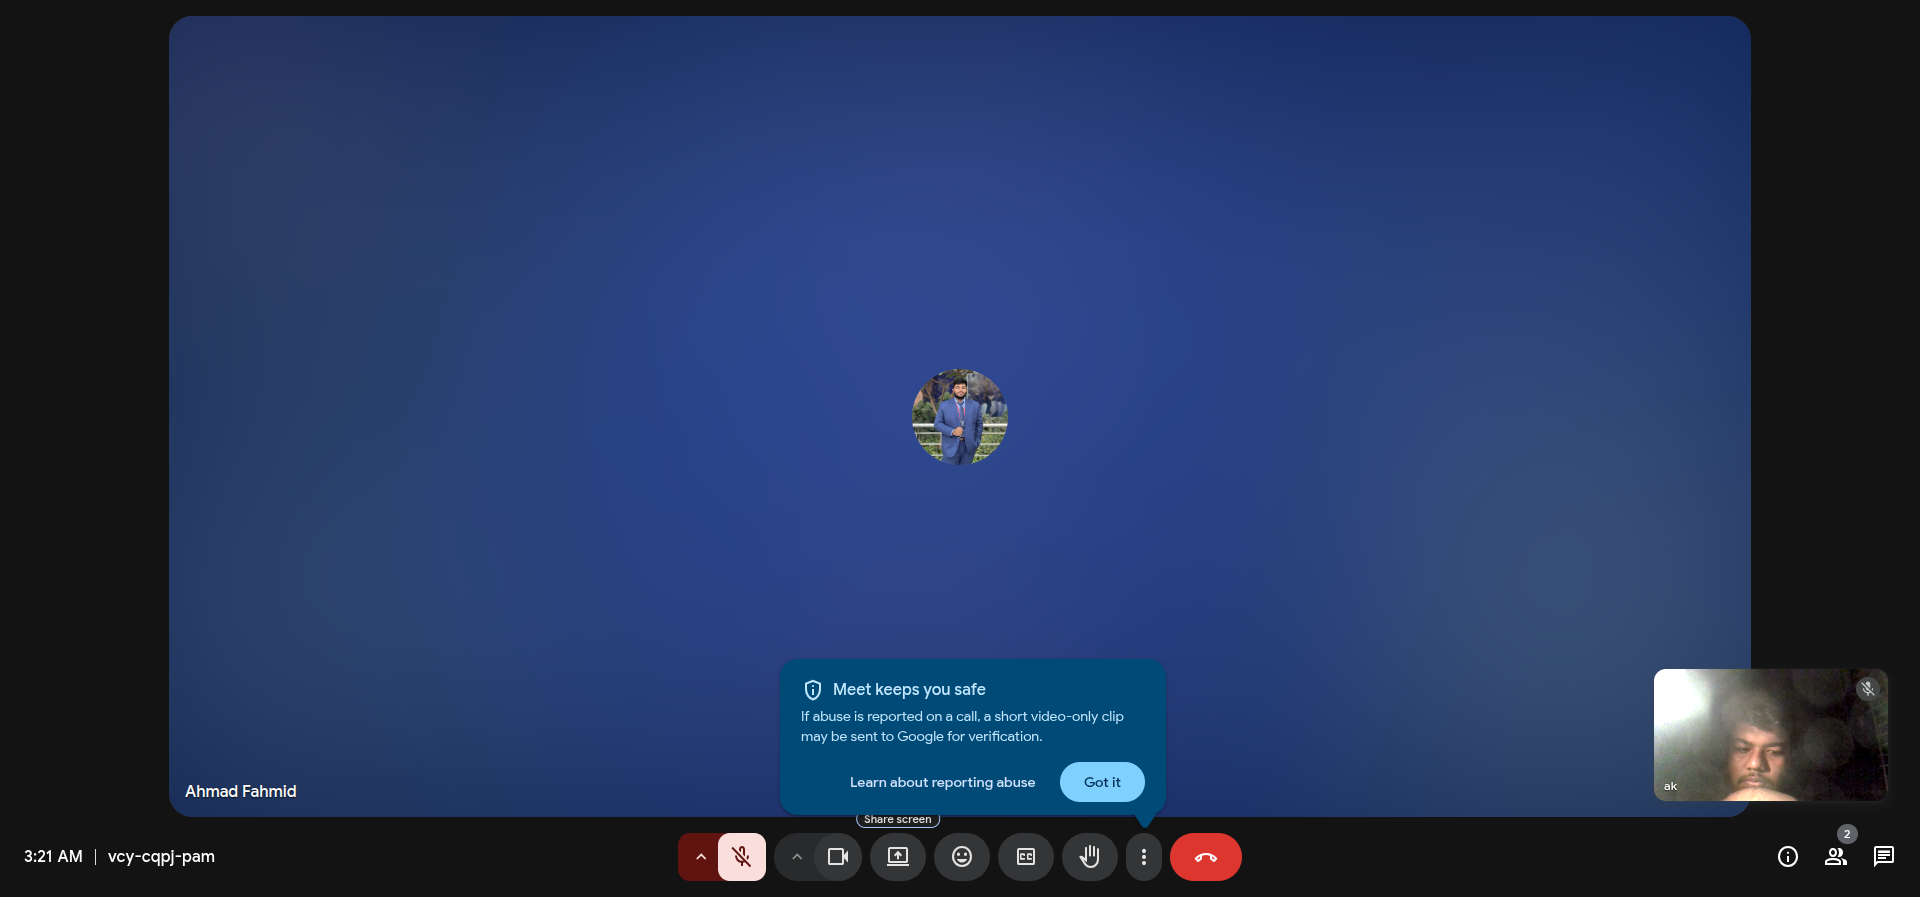 Ahmad Fahmid
Meet keeps you safe
If abuse is reported on a call, a short video-only clip
may be sent to Google for verification.
Learn about reporting abuse
Got it
ak
Share screen
3:21 AM
vcy-cqpj-pam
CC
2